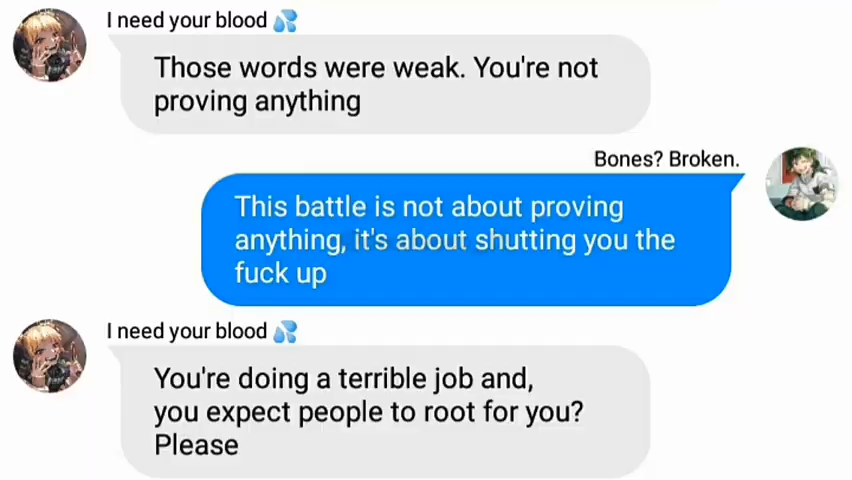 I need your blood 💦
Those words were weak. You're not
proving anything
Bones? Broken.
This battle is not about proving
anything, it's about shutting you the
fuck up
I need your blood 💦
You're doing a terrible job and,
you expect people to root for you?
Please